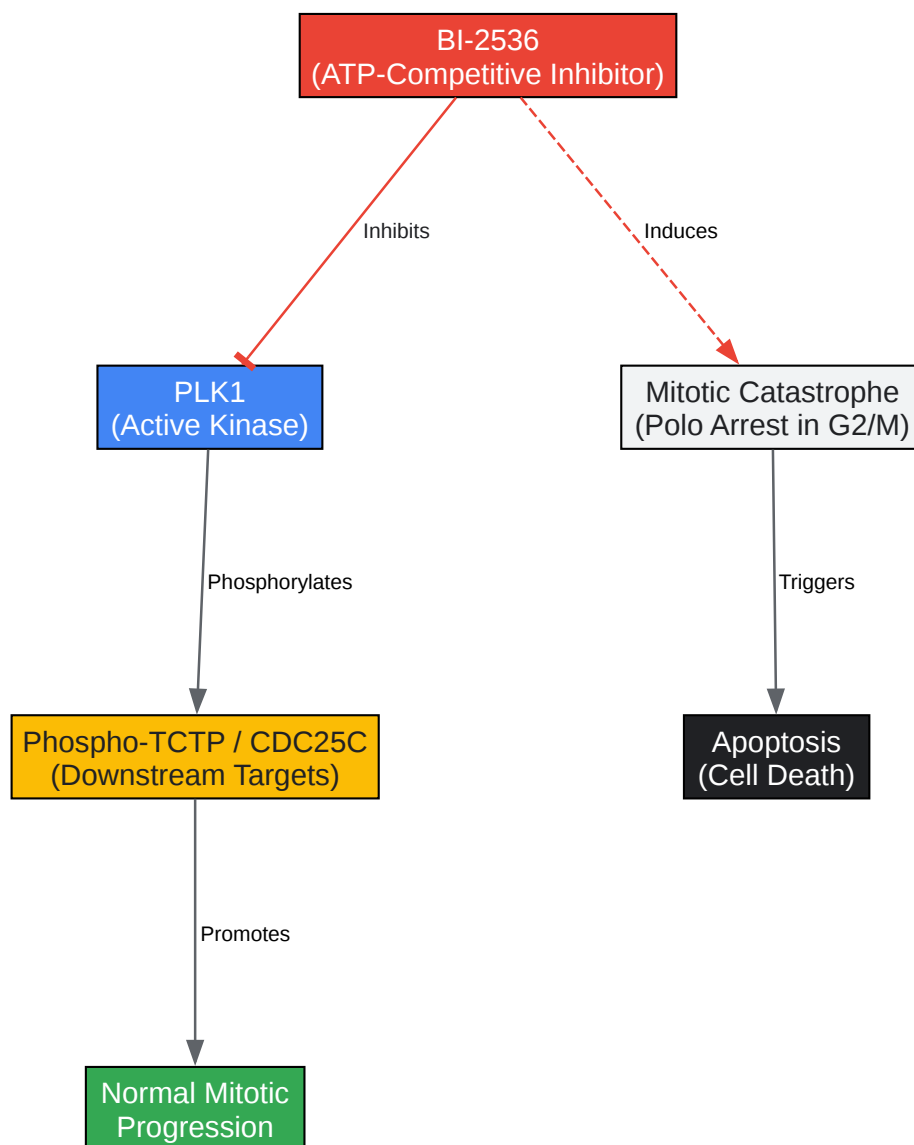 BI-2536
(ATP-Competitive Inhibitor)
Inhibits
Induces
PLK1
(Active Kinase)
Mitotic Catastrophe
(Polo Arrest in G2/M)
Phosphorylates
Triggers
Phospho-TCTP / CDC25C
(Downstream Targets)
Apoptosis
(Cell Death)
Promotes
Normal Mitotic
Progression